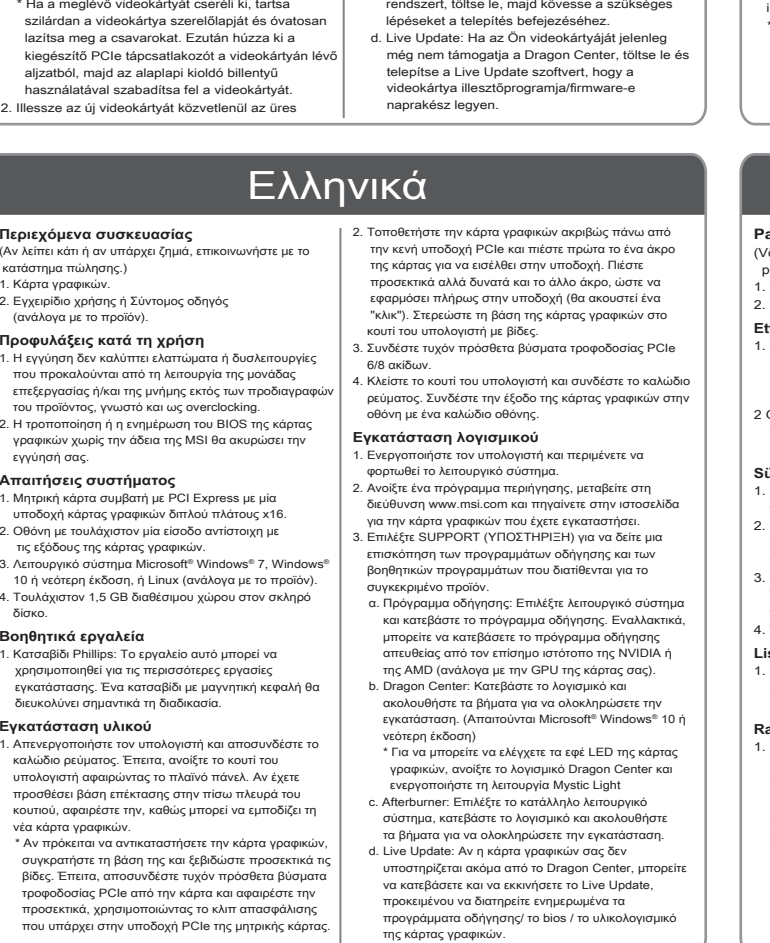 * Ha a meglévő videokártyát cseréli ki, tartsa
szilárdan a videokártya szerelőlapját és óvatosan
lazítsa meg a csavarokat. Ezután húzza ki a
kiegészítő PCIe tápcsatlakozót a videokártyán lévő
aljzatból, majd az alaplapi kioldó billentyű
használatával szabadítsa fel a videokártyát.
2. Illessze az új videokártyát közvetlenül az üres
rendszert, töltse le, majd kövesse a szükséges
lépéseket a telepítés befejezéséhez.
d. Live Update: Ha az Ön videokártyáját jelenleg
még nem támogatja a Dragon Center, töltse le és
telepítse a Live Update szoftvert, hogy a
videokártya illesztőprogramja/firmware-e
naprakész legyen.
Ελληνικά
Περιεχόμενα συσκευασίας
(Αν λείπει κάτι ή αν υπάρχει ζημιά, επικοινωνήστε με το
κατάστημα πώλησης.)
1. Κάρτα γραφικών.
2. Εγχειρίδιο χρήσης ή Σύντομος οδηγός
(ανάλογα με το προϊόν).
Προφυλάξεις κατά τη χρήση
1. Η εγγύηση δεν καλύπτει ελαττώματα ή δυσλειτουργίες
που προκαλούνται από τη λειτουργία της μονάδας
επεξεργασίας ή/και της μνήμης εκτός των προδιαγραφών
του προϊόντος, γνωστό και ως overclocking.
2. Η τροποποίηση ή η ενημέρωση του BIOS της κάρτας
γραφικών χωρίς την άδεια της MSI θα ακυρώσει την
εγγύησή σας.
Απαιτήσεις συστήματος
1. Μητρική κάρτα συμβατή με PCI Express με μία
υποδοχή κάρτας γραφικών διπλού πλάτους x16.
2. Οθόνη με τουλάχιστον μία είσοδο αντίστοιχη με
τις εξόδους της κάρτας γραφικών.
3. Λειτουργικό σύστημα Microsoft® Windows® 7, Windows®
10 ή νεότερη έκδοση, ή Linux (ανάλογα με το προϊόν).
4. Τουλάχιστον 1,5 GB διαθέσιμου χώρου στον σκληρό
δίσκο.
Βοηθητικά εργαλεία
1. Κατσαβίδι Phillips: Το εργαλείο αυτό μπορεί να
χρησιμοποιηθεί για τις περισσότερες εργασίες
εγκατάστασης. Ένα κατσαβίδι με μαγνητική κεφαλή θα
διευκολύνει σημαντικά τη διαδικασία.
Εγκατάσταση υλικού
1. Απενεργοποιήστε τον υπολογιστή και αποσυνδέστε το
καλώδιο ρεύματος. Έπειτα, ανοίξτε το κουτί του
υπολογιστή αφαιρώντας το πλαϊνό πάνελ. Αν έχετε
προσθέσει βάση επέκτασης στην πίσω πλευρά του
κουτιού, αφαιρέστε την, καθώς μπορεί να εμποδίζει τη
νέα κάρτα γραφικών.
* Αν πρόκειται να αντικαταστήσετε την κάρτα γραφικών,
συγκρατήστε τη βάση της και ξεβιδώστε προσεκτικά τις
βίδες. Έπειτα, αποσυνδέστε τυχόν πρόσθετα βύσματα
τροφοδοσίας PCIe από την κάρτα και αφαιρέστε την
προσεκτικά, χρησιμοποιώντας το κλιπ απασφάλισης
που υπάρχει στην υποδοχή PCIe της μητρικής κάρτας.
2. Τοποθετήστε την κάρτα γραφικών ακριβώς πάνω από
την κενή υποδοχή PCIe και πιέστε πρώτα το ένα άκρο
της κάρτας για να εισέλθει στην υποδοχή. Πιέστε
προσεκτικά αλλά δυνατά και το άλλο άκρο, ώστε να
εφαρμόσει πλήρως στην υποδοχή (θα ακουστεί ένα
"κλικ"). Στερεώστε τη βάση της κάρτας γραφικών στο
κουτί του υπολογιστή με βίδες.
3. Συνδέστε τυχόν πρόσθετα βύσματα τροφοδοσίας PCIe
6/8 ακίδων.
4. Κλείστε το κουτί του υπολογιστή και συνδέστε το καλώδιο
ρεύματος. Συνδέστε την έξοδο της κάρτας γραφικών στην
οθόνη με ένα καλώδιο οθόνης.
Εγκατάσταση λογισμικού
1. Ενεργοποιήστε τον υπολογιστή και περιμένετε να
φορτωθεί το λειτουργικό σύστημα.
2. Ανοίξτε ένα πρόγραμμα περιήγησης, μεταβείτε στη
διεύθυνση www.msi.com και πηγαίνετε στην ιστοσελίδα
για την κάρτα γραφικών που έχετε εγκαταστήσει.
3. Επιλέξτε SUPPORT (ΥΠΟΣΤΗΡΙΞΗ) για να δείτε μια
επισκόπηση των προγραμμάτων οδήγησης και των
βοηθητικών προγραμμάτων που διατίθενται για το
συγκεκριμένο προϊόν.
α. Πρόγραμμα οδήγησης: Επιλέξτε λειτουργικό σύστημα
και κατεβάστε το πρόγραμμα οδήγησης. Εναλλακτικά,
μπορείτε να κατεβάσετε το πρόγραμμα οδήγησης
απευθείας από τον επίσημο ιστότοπο της NVIDIA ή
της AMD (ανάλογα με την GPU της κάρτας σας).
b. Dragon Center: Κατεβάστε το λογισμικό και
ακολουθήστε τα βήματα για να ολοκληρώσετε την
εγκατάσταση. (Απαιτούνται Microsoft® Windows® 10 ή
νεότερη έκδοση)
* Για να μπορείτε να ελέγχετε τα εφέ LED της κάρτας
γραφικών, ανοίξτε το λογισμικό Dragon Center και
ενεργοποιήστε τη λειτουργία Mystic Light
c. Afterburner: Επιλέξτε το κατάλληλο λειτουργικό
σύστημα, κατεβάστε το λογισμικό και ακολουθήστε
τα βήματα για να ολοκληρώσετε την εγκατάσταση.
d. Live Update: Αν η κάρτα γραφικών σας δεν
υποστηρίζεται ακόμα από το Dragon Center, μπορείτε
να κατεβάσετε και να εκκινήσετε το Live Update,
προκειμένου να διατηρείτε ενημερωμένα τα
προγράμματα οδήγησης/ το bios / το υλικολογισμικό
της κάρτας γραφικών.
1.
2.
1.
2
1.
2.
3.
4.
1.
1.